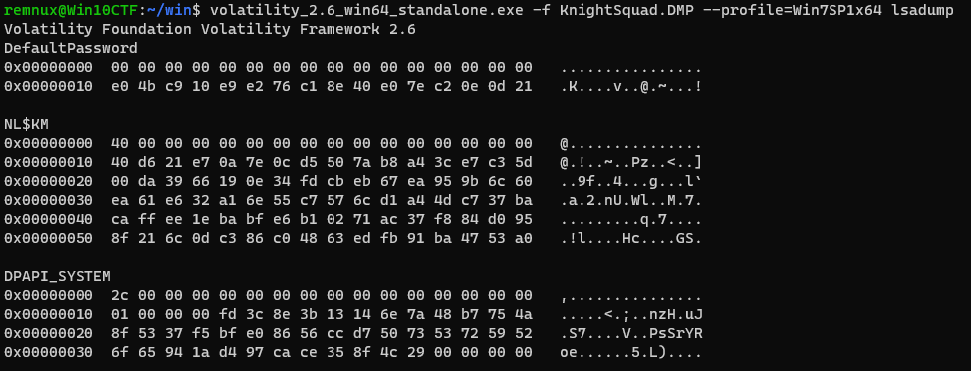 remnux@Win10CTF:~/win$ volatility_2.6_win64_standalone.exe -f KnightSquad.DMP --profile=Win7SP1x64 lsadump
Volatility Foundation Volatility Framework 2.6
DefaultPassword
0x00000000  00 00 00 00 00 00 00 00 00 00 00 00 00 00 00 00   ................
0x00000010  e0 4b c9 10 e9 e2 76 c1 8e 40 e0 7e c2 0e 0d 21   .K....v..@.~...!

NL$KM
0x00000000  40 00 00 00 00 00 00 00 00 00 00 00 00 00 00 00   @...............
0x00000010  40 d6 21 e7 0a 7e 0c d5 50 7a b8 a4 3c e7 c3 5d   @.!..~..Pz..<..]
0x00000020  00 da 39 66 19 0e 34 fd cb eb 67 ea 95 9b 6c 60   ..9f..4...g...l`
0x00000030  ea 61 e6 32 a1 6e 55 c7 57 6c d1 a4 4d c7 37 ba   .a.2.nU.Wl..M.7.
0x00000040  ca ff ee 1e ba bf e6 b1 02 71 ac 37 f8 84 d0 95   .........q.7....
0x00000050  8f 21 6c 0d c3 86 c0 48 63 ed fb 91 ba 47 53 a0   .!l....Hc....GS.

DPAPI_SYSTEM
0x00000000  2c 00 00 00 00 00 00 00 00 00 00 00 00 00 00 00   ,...............
0x00000010  01 00 00 00 fd 3c 8e 3b 13 14 6e 7a 48 b7 75 4a   .....<.;..nzH.uJ
0x00000020  8f 53 37 f5 bf e0 86 56 cc d7 50 73 53 72 59 52   .S7....V..PsSrYR
0x00000030  6f 65 94 1a d4 97 ca ce 35 8f 4c 29 00 00 00 00   oe......5.L)....